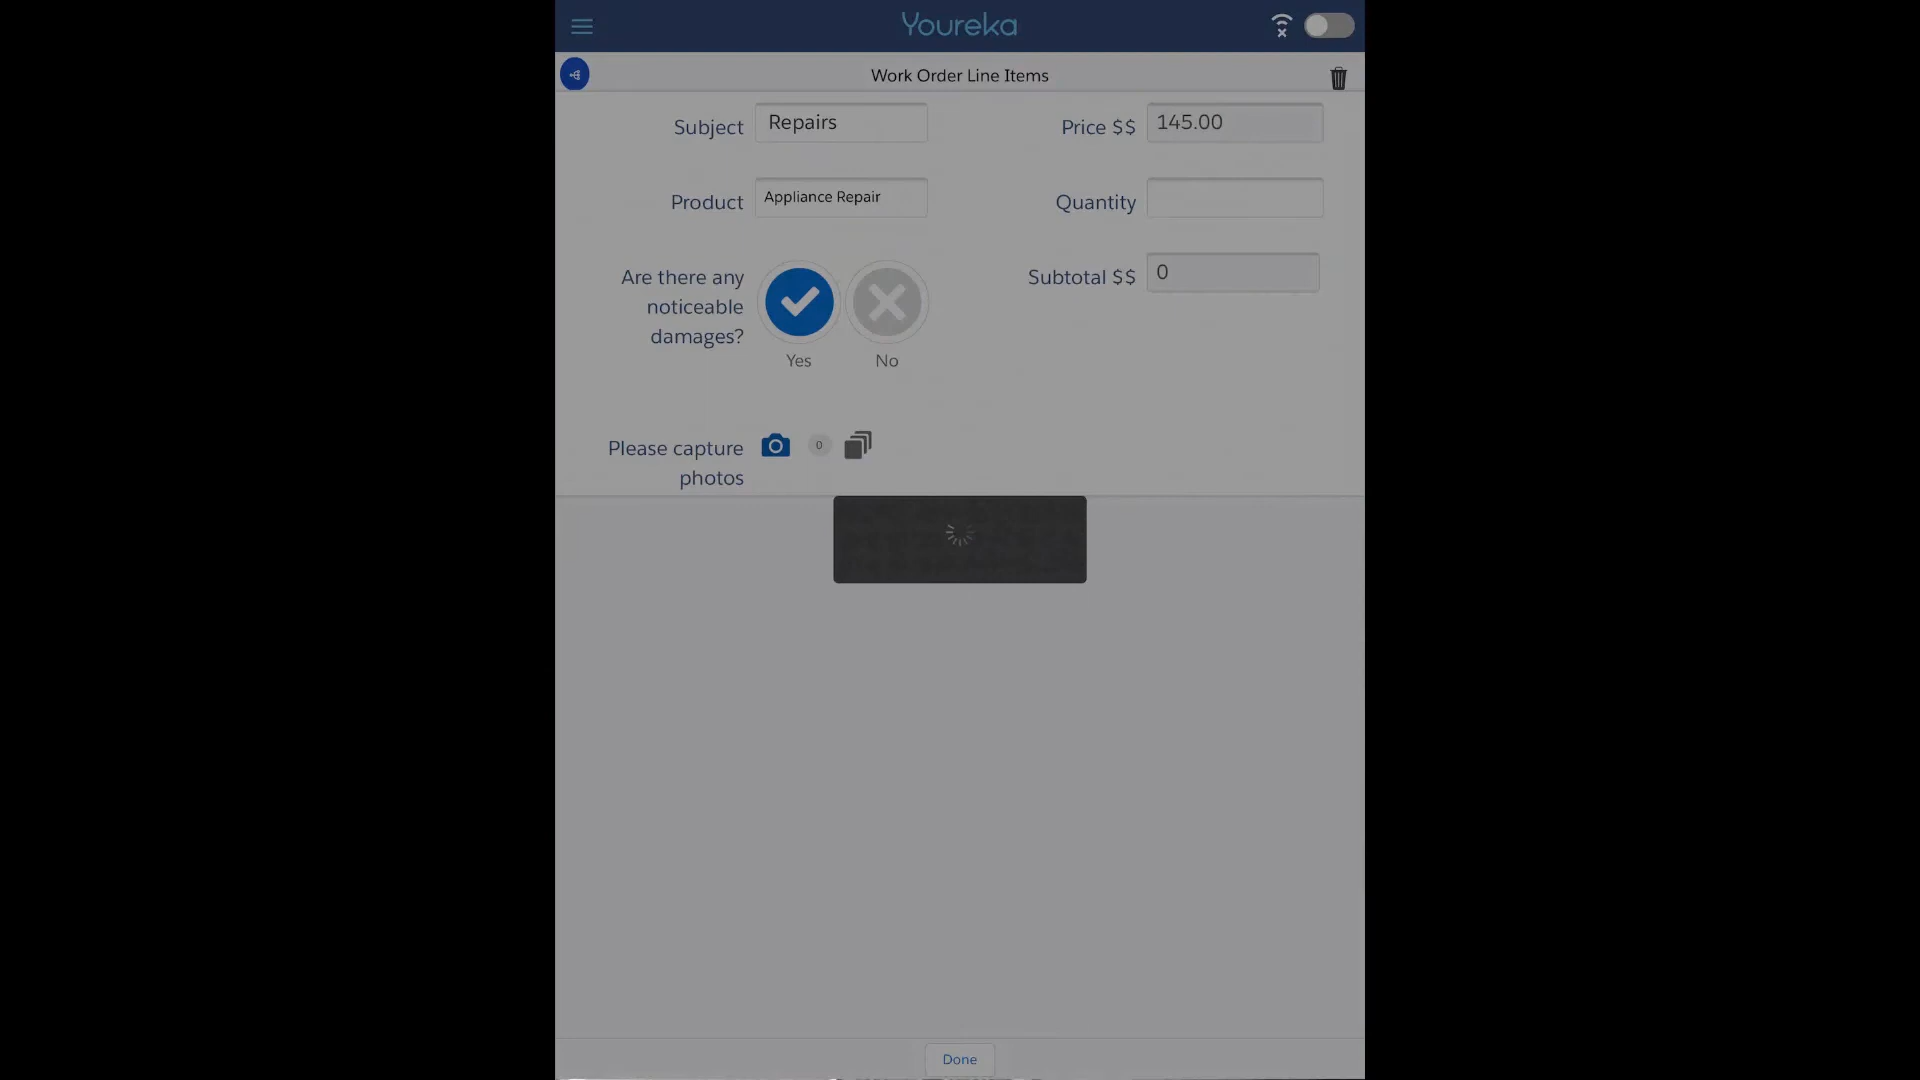 Youreka
Work Order Line Items
Subject
Repairs
Price $$
145.00
Product
Appliance Repair
Quantity
Are there any
noticeable
damages?
Yes
No
Subtotal $$
0
Please capture
photos
0
Done